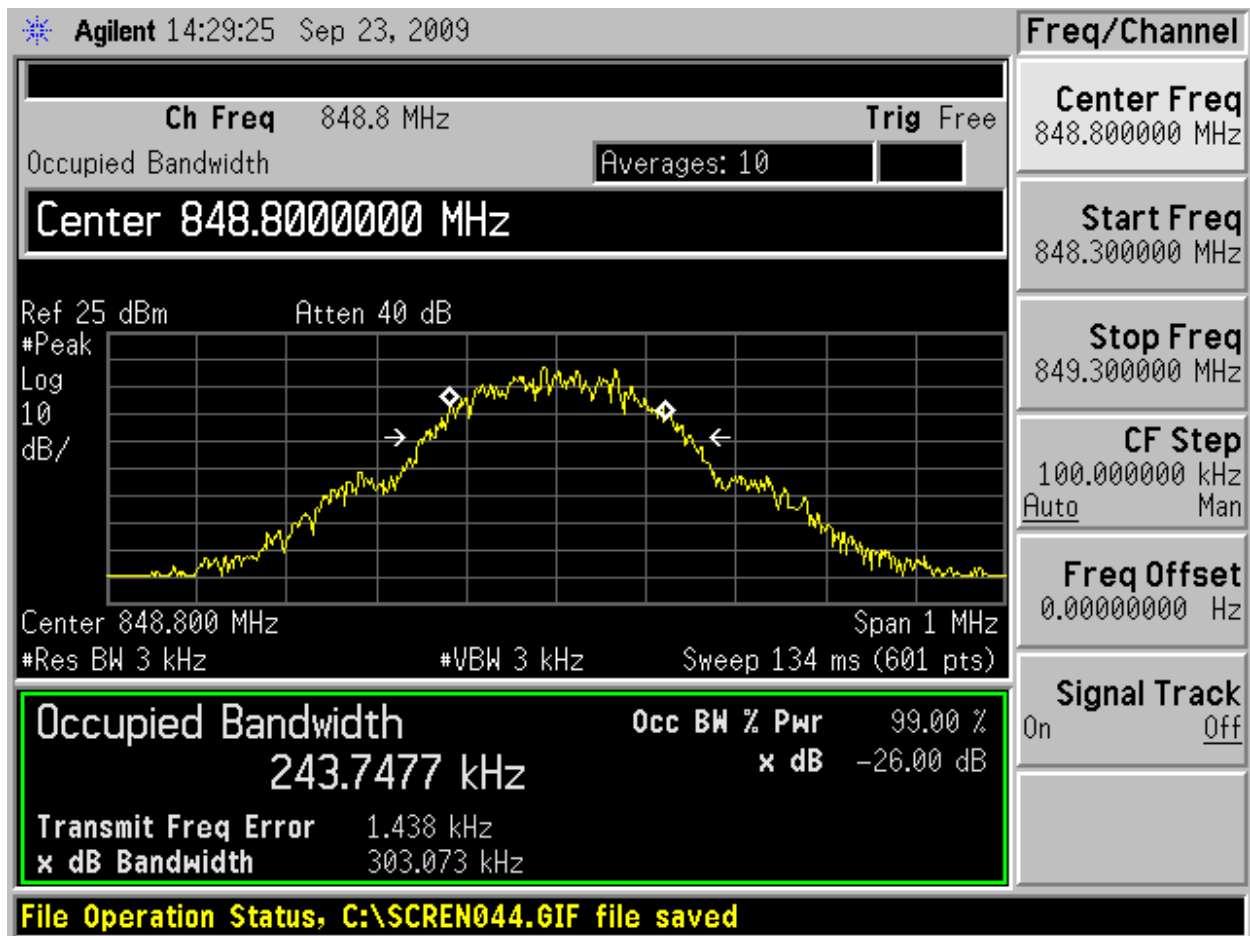 Agilent 14:29:25 Sep 23, 2009
Freq/Channel
Ch Freq 848.8 MHz Trig Free
Occupied Bandwidth Averages: 10
Center 848.8000000 MHz
Ref 25 dBm Atten 40 dB
#Peak
Log
10
dB/
Center 848.800 MHz Span 1 MHz
#Res BW 3 kHz #VBW 3 kHz Sweep 134 ms (601 pts)
Occupied Bandwidth
243.7477 kHz
Occ BW % Pwr 99.00 %
x dB -26.00 dB
Transmit Freq Error 1.438 kHz
x dB Bandwidth 303.073 kHz
File Operation Status, C:\SCREN044.GIF file saved
Center Freq
848.800000 MHz
Start Freq
848.300000 MHz
Stop Freq
849.300000 MHz
CF Step
100.000000 kHz
Auto Man
Freq Offset
0.00000000 Hz
Signal Track
On Off